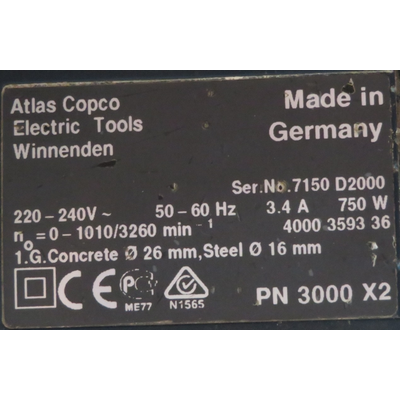 Atlas Copco
Electric Tools
Winnenden
Made in
Germany
Ser.No.7150 D2000
220-240V ~ 50-60 Hz 3.4 A 750 W
n₀=0-1010/3260 min⁻¹ 4000 3593 36
1.G.Concrete Ø 26 mm,Steel Ø 16 mm
CE
ME77
N1565
PN 3000 X2